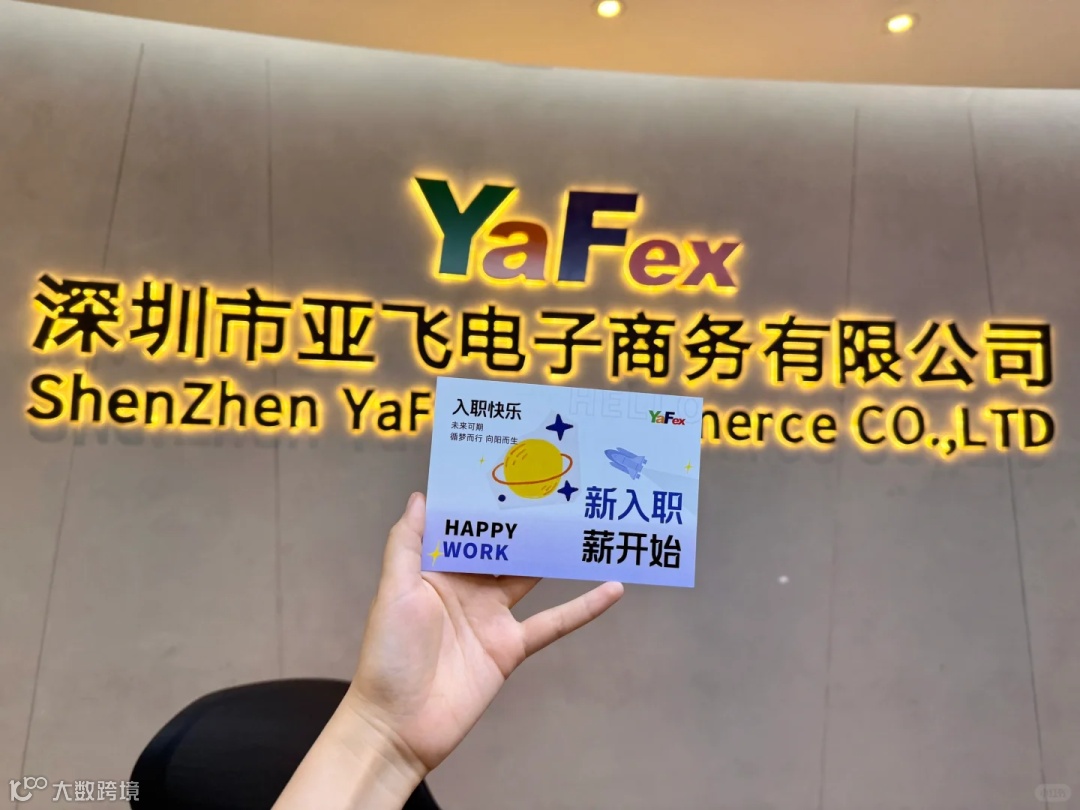 YaFex
深圳市亚飞电子商务有限公司
ShenZhen YaF merce CO.,LTD
HELLO
入职快乐
未来可期
循梦而行 向阳而生
YaFex
新入职
薪开始
HAPPY
WORK
大数跨境